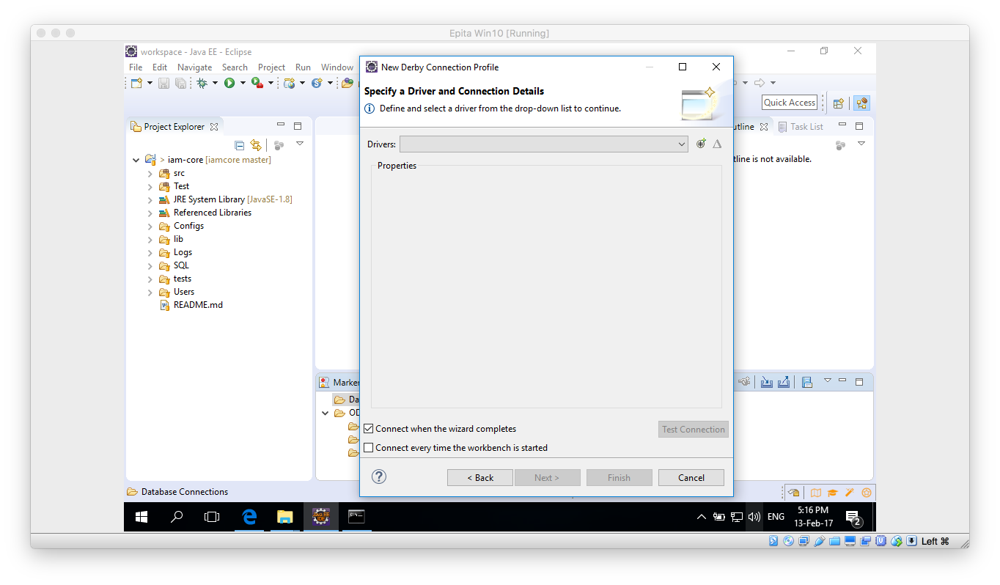 Epita Win10 [Running]
workspace - Java EE - Eclipse
File Edit Navigate Search Project Run Window
Quick Access
Project Explorer
> iam-core [iamcore master]
src
Test
JRE System Library [JavaSE-1.8]
Referenced Libraries
Configs
lib
Logs
SQL
tests
Users
README.md
New Derby Connection Profile
Specify a Driver and Connection Details
Define and select a driver from the drop-down list to continue.
Drivers:
Properties
Connect when the wizard completes
Test Connection
Connect every time the workbench is started
? < Back Next > Finish Cancel
utline Task List
tline is not available.
Marker
Da
OD
Database Connections
ENG
5:16 PM
13-Feb-17
2
Left ⌘